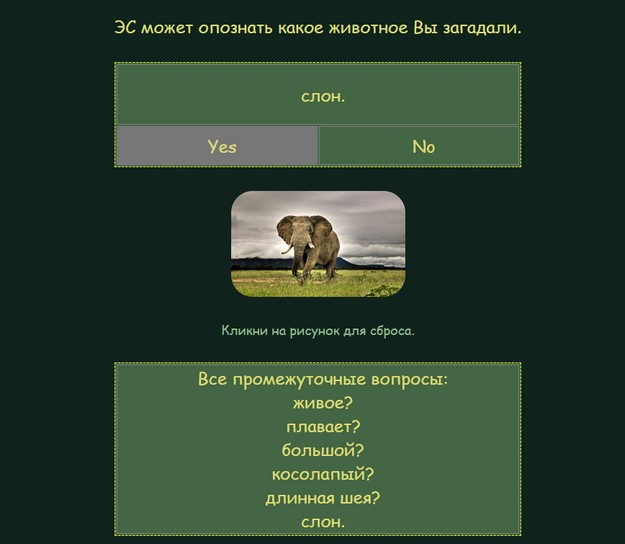 ЭС может опознать какое животное Вы загадали.
слон.
Yes
No
Кликни на рисунок для сброса.
Все промежуточные вопросы:
живое?
плавает?
большой?
косолапый?
длинная шея?
слон.